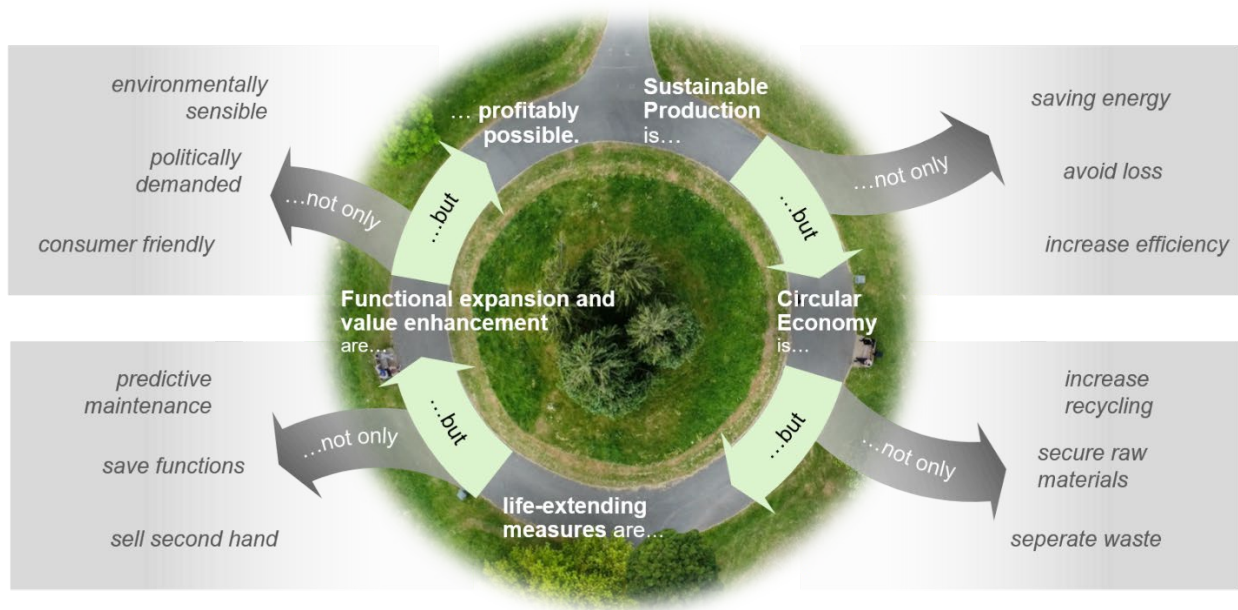 Sustainable
Production
is…
…not only
saving energy
avoid loss
increase efficiency
…but
Circular
Economy
is…
…not only
increase
recycling
secure raw
materials
seperate waste
…but
life-extending
measures are…
…not only
predictive
maintenance
save functions
sell second hand
…but
Functional expansion and
value enhancement
are…
…not only
environmentally
sensible
politically
demanded
consumer friendly
…but
… profitably
possible.